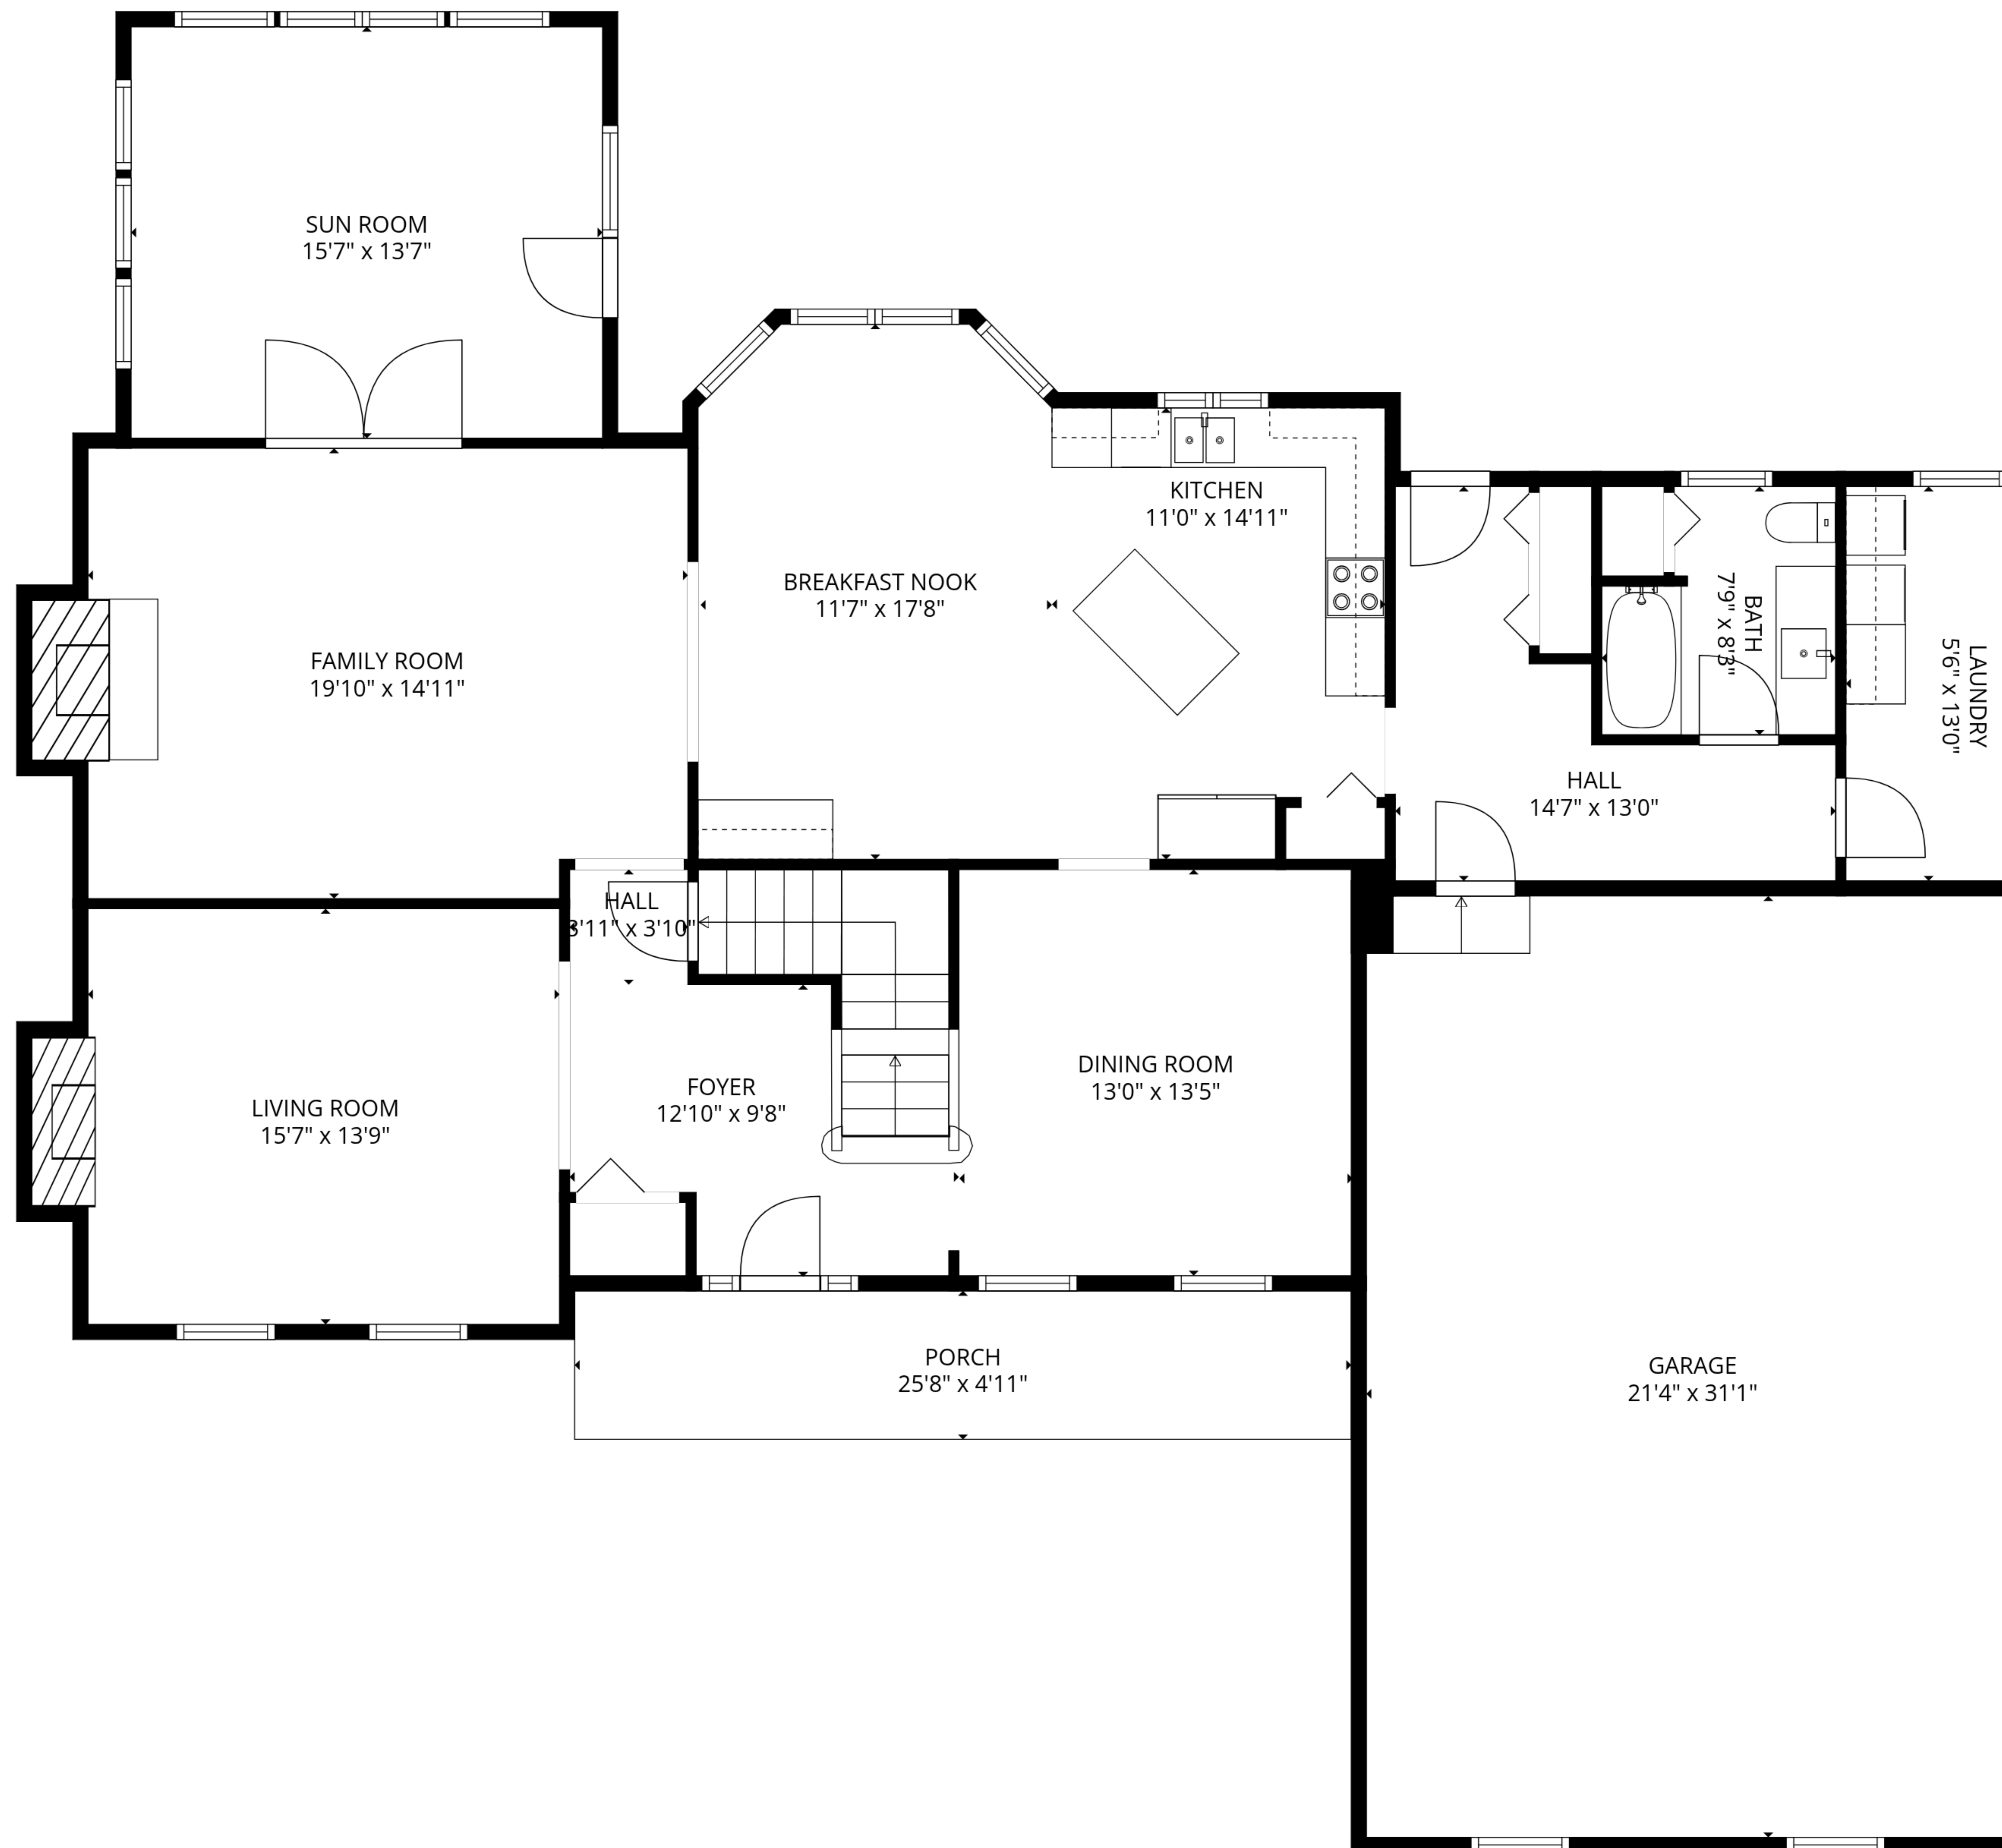 SUN ROOM
15'7" x 13'7"
KITCHEN
11'0" x 14'11"
BREAKFAST NOOK
11'7" x 17'8"
BATH
7'9" x 8'3"
LAUNDRY
5'6" x 13'0"
FAMILY ROOM
19'10" x 14'11"
HALL
14'7" x 13'0"
HALL
3'11" x 3'10"
DINING ROOM
13'0" x 13'5"
FOYER
12'10" x 9'8"
LIVING ROOM
15'7" x 13'9"
PORCH
25'8" x 4'11"
GARAGE
21'4" x 31'1"